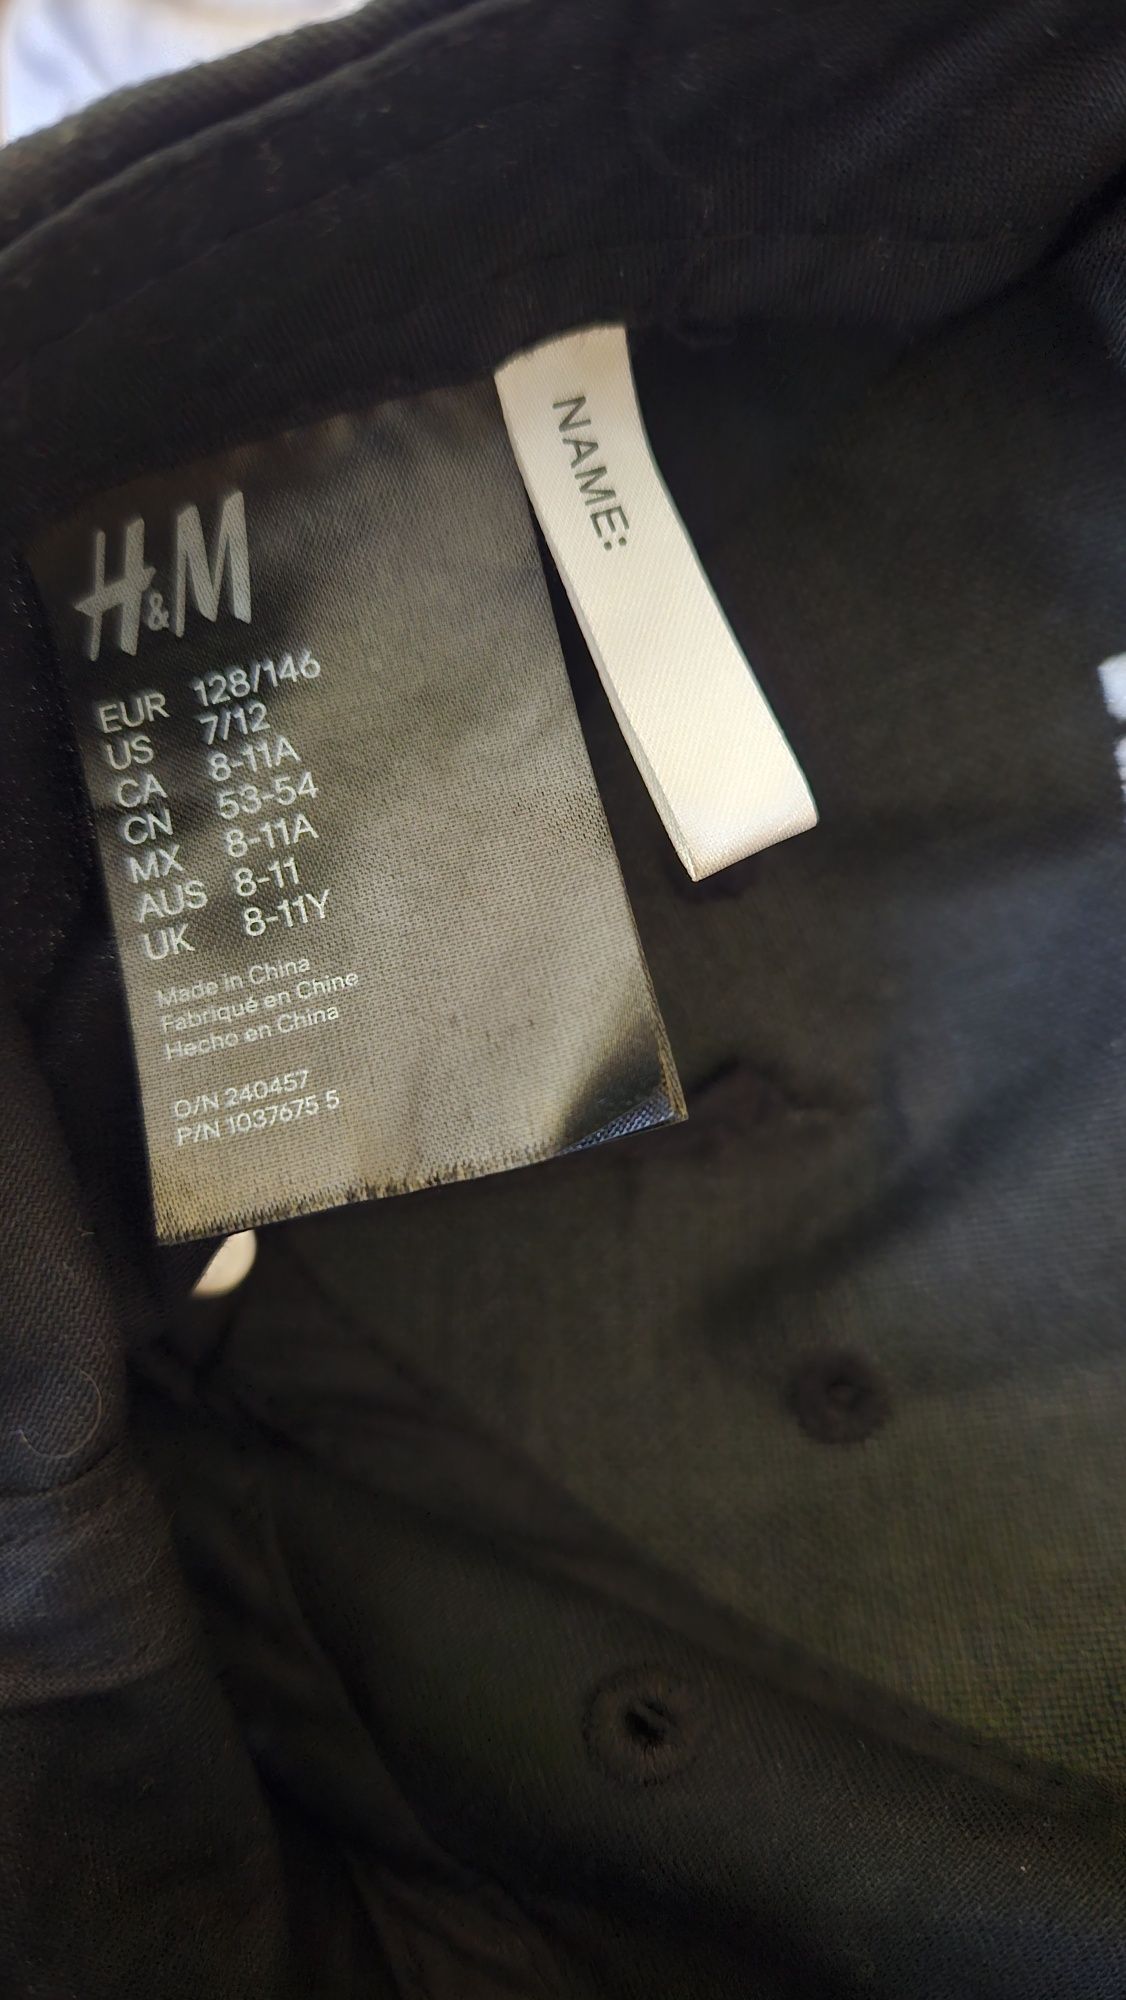 H&M
EUR 128/146
US 7/12
CA 8-11A
CN 53-54
MX 8-11A
AUS 8-11
UK 8-11Y
Made in China
Fabriqué en Chine
Hecho en China
O/N 240457
P/N 1037675 5
NAME: